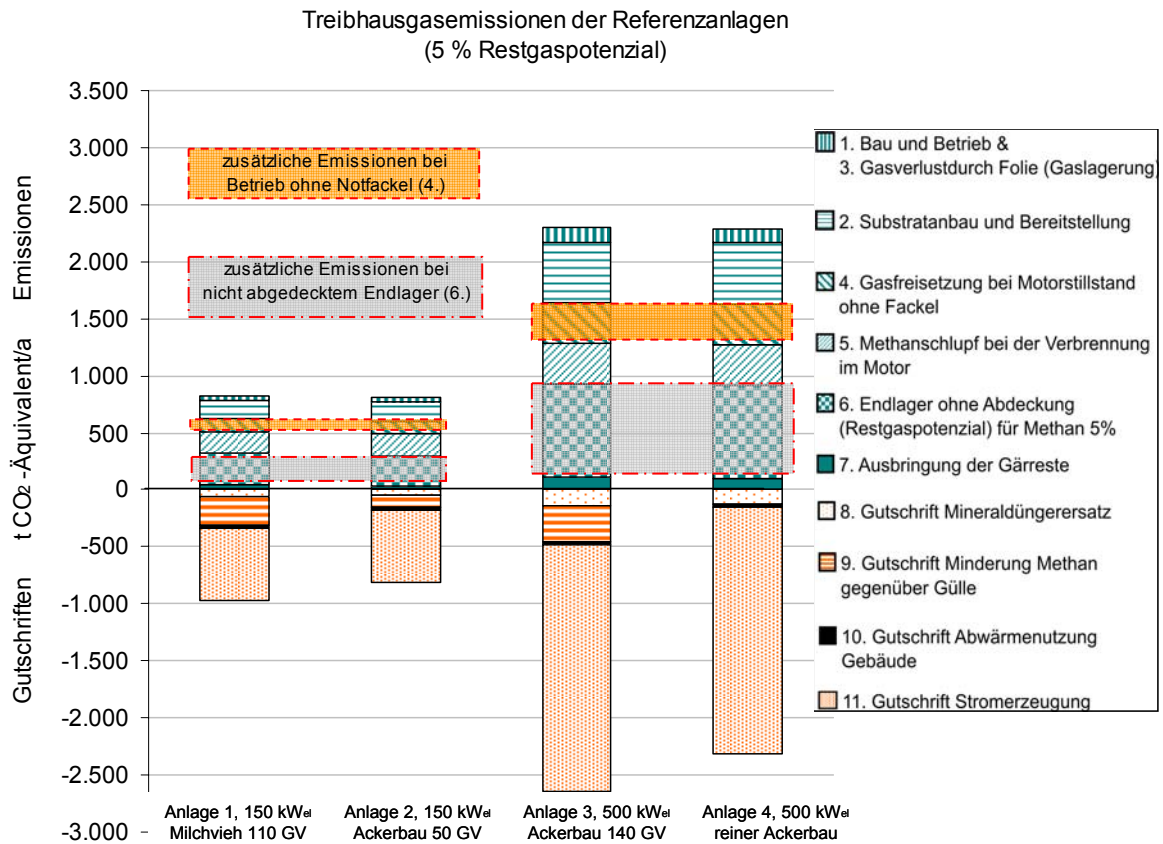 Treibhausgasemissionen der Referenzanlagen
(5 % Restgaspotenzial)
t CO₂ -Äquivalent/a
Emissionen
Gutschriften
3.500
3.000
2.500
2.000
1.500
1.000
500
0
-500
-1.000
-1.500
-2.000
-2.500
-3.000
zusätzliche Emissionen bei
Betrieb ohne Notfackel (4.)
zusätzliche Emissionen bei
nicht abgedecktem Endlager (6.)
Anlage 1, 150 kWel
Milchvieh 110 GV
Anlage 2, 150 kWel
Ackerbau 50 GV
Anlage 3, 500 kWel
Ackerbau 140 GV
Anlage 4, 500 kWel
reiner Ackerbau
1. Bau und Betrieb &
3. Gasverlustdurch Folie (Gaslagerung)
2. Substratanbau und Bereitstellung
4. Gasfreisetzung bei Motorstillstand
ohne Fackel
5. Methanschlupf bei der Verbrennung
im Motor
6. Endlager ohne Abdeckung
(Restgaspotenzial) für Methan 5%
7. Ausbringung der Gärreste
8. Gutschrift Mineraldüngerersatz
9. Gutschrift Minderung Methan
gegenüber Gülle
10. Gutschrift Abwärmenutzung
Gebäude
11. Gutschrift Stromerzeugung